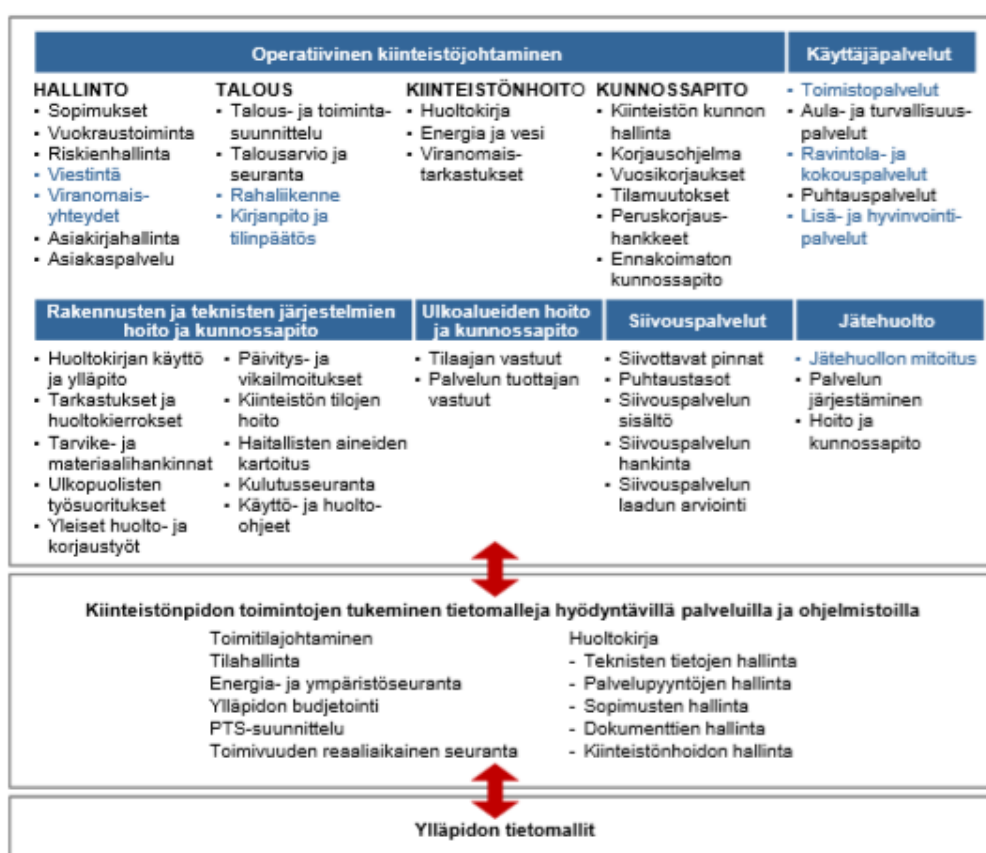 Operatiivinen kiinteistöjohtaminen
Käyttäjäpalvelut
HALLINTO
▪ Sopimukset
▪ Vuokraustoiminta
▪ Riskienhallinta
▪ Viestintä
▪ Viranomais-
yhteydet
▪ Asiakirjahallinta
▪ Asiakaspalvelu
TALOUS
▪ Talous- ja toiminta-
suunnittelu
▪ Talousarvio ja
seuranta
▪ Rahaliikenne
▪ Kirjanpito ja
tilinpäätös
KIINTEISTÖNHOITO
▪ Huoltokirja
▪ Energia ja vesi
▪ Viranomais-
tarkastukset
KUNNOSSAPITO
▪ Kiinteistön kunnon
hallinta
▪ Korjausohjelma
▪ Vuosikorjaukset
▪ Tilamuutokset
▪ Peruskorjaus-
hankkeet
▪ Ennakoimaton
kunnossapito
▪ Toimistopalvelut
▪ Aula- ja turvallisuus-
palvelut
▪ Ravintola- ja
kokouspalvelut
▪ Puhtauspalvelut
▪ Lisä- ja hyvinvointi-
palvelut
Rakennusten ja teknisten järjestelmien
hoito ja kunnossapito
▪ Huoltokirjan käyttö
ja ylläpito
▪ Tarkastukset ja
huoltokierrokset
▪ Tarvike- ja
materiaalihankinnat
▪ Ulkopuolisten
työsuoritukset
▪ Yleiset huolto- ja
korjaustyöt
▪ Päivitys- ja
vikailmoitukset
▪ Kiinteistön tilojen
hoito
▪ Haitallisten aineiden
kartoitus
▪ Kulutusseuranta
▪ Käyttö- ja huolto-
ohjeet
Ulkoalueiden hoito
ja kunnossapito
▪ Tilaajan vastuut
▪ Palvelun tuottajan
vastuut
Siivouspalvelut
▪ Siivottavat pinnat
▪ Puhtaustasot
▪ Siivouspalvelun
sisältö
▪ Siivouspalvelun
hankinta
▪ Siivouspalvelun
laadun arviointi
Jätehuolto
▪ Jätehuollon mitoitus
▪ Palvelun
järjestäminen
▪ Hoito ja
kunnossapito
Kiinteistönpidon toimintojen tukeminen tietomalleja hyödyntävillä palveluilla ja ohjelmistoilla
Toimitilajohtaminen
Tilahallinta
Energia- ja ympäristöseuranta
Ylläpidon budjetointi
PTS-suunnittelu
Toimivuuden reaaliaikainen seuranta
Huoltokirja
- Teknisten tietojen hallinta
- Palvelupyyntöjen hallinta
- Sopimusten hallinta
- Dokumenttien hallinta
- Kiinteistönhoidon hallinta
Ylläpidon tietomallit